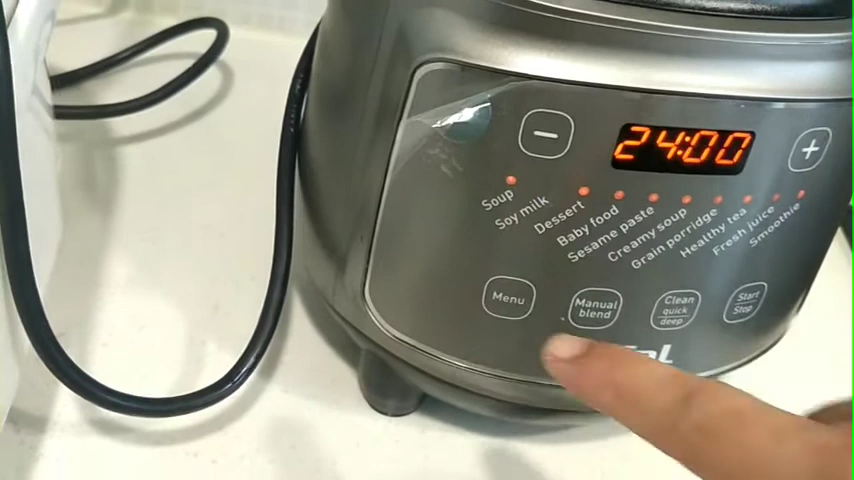 −
24:00
+
Soup
Soy milk
Dessert
Baby food
Sesame paste
Creamy soup
Grain porridge
Healthy tea
Fresh juice
Smoothie
Menu
Manual
blend
Clean
quick
deep
Start
Stop